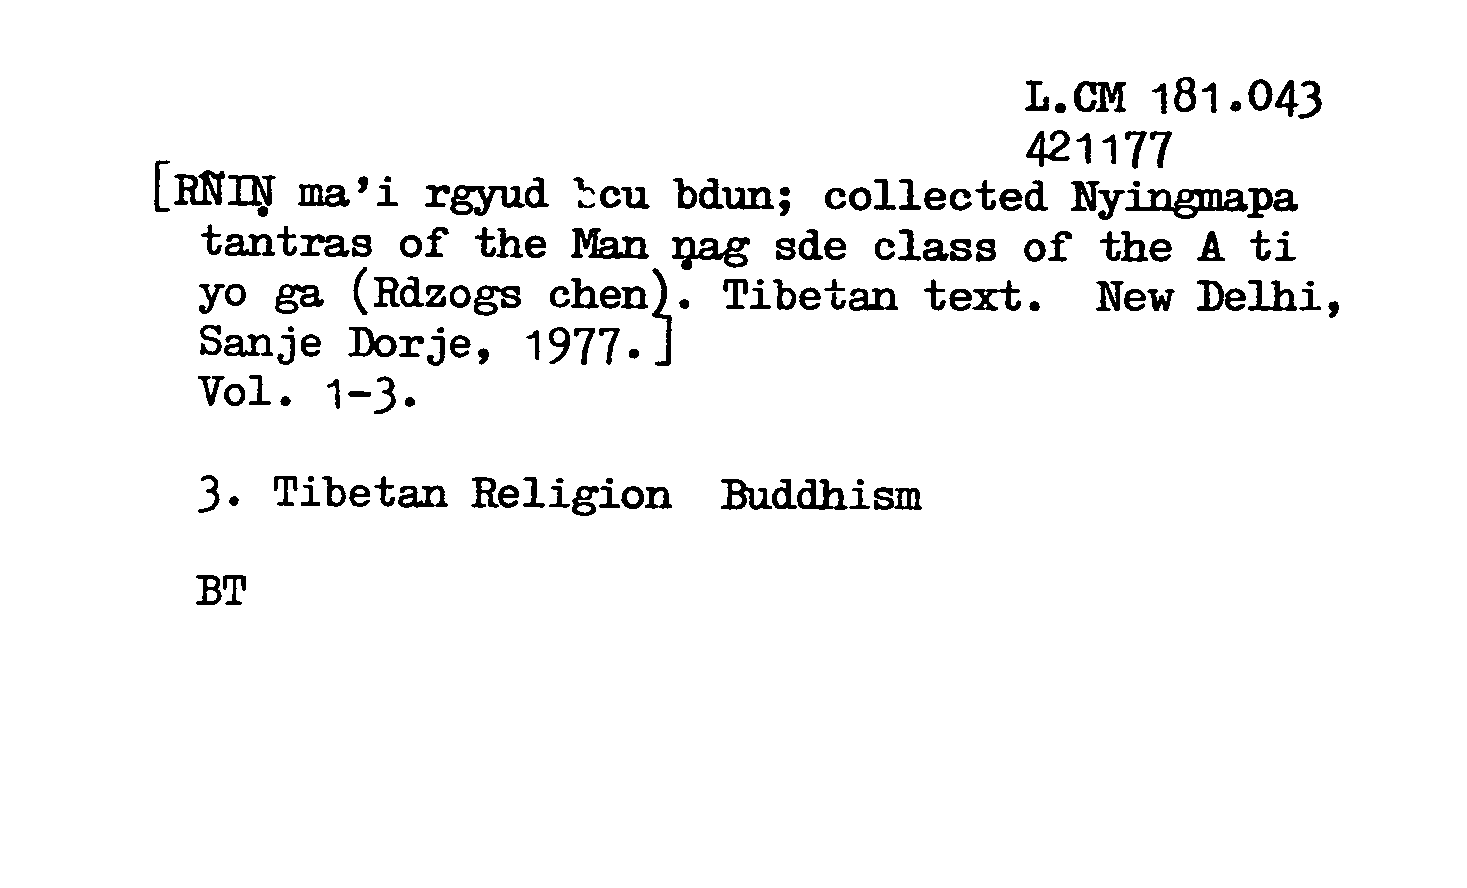 L.CM 181.043
421177
[RÑIṆ ma'i rgyud bcu bdun; collected Nyingmapa
tantras of the Man ṇag sde class of the A ti
yo ga (Rdzogs chen). Tibetan text. New Delhi,
Sanje Dorje, 1977.]
Vol. 1-3.
3. Tibetan Religion Buddhism
BT